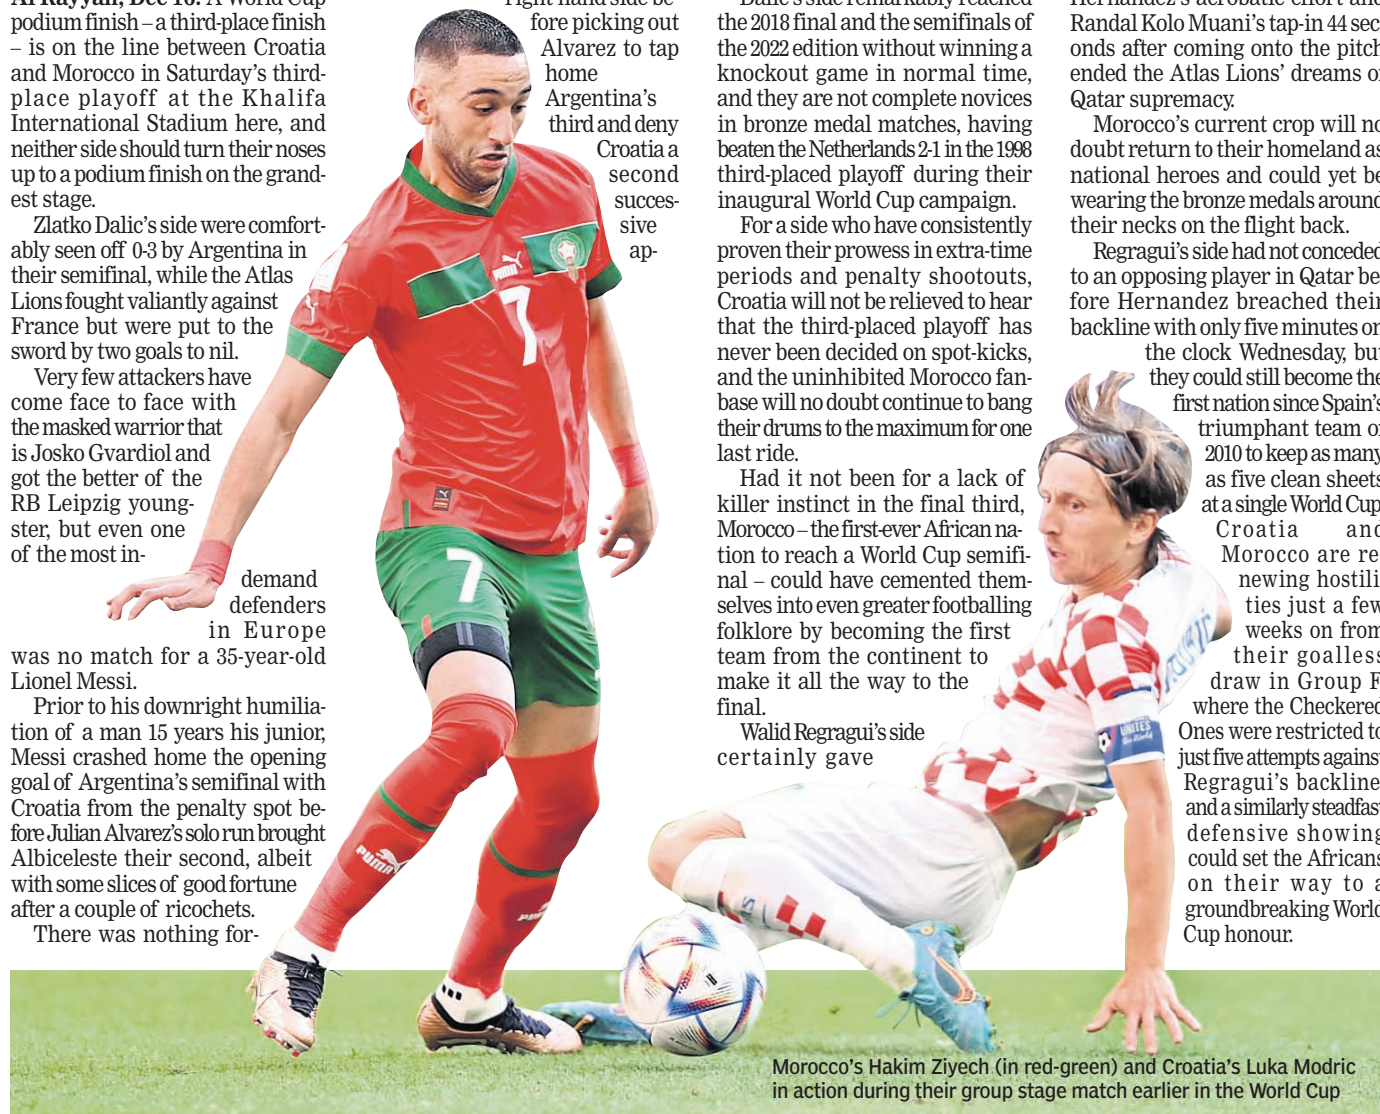 Al Rayyan, Dec 16: A World Cup
podium finish – a third-place finish
– is on the line between Croatia
and Morocco in Saturday's third-
place playoff at the Khalifa
International Stadium here, and
neither side should turn their noses
up to a podium finish on the grand-
est stage.
Zlatko Dalic's side were comfort-
ably seen off 0-3 by Argentina in
their semifinal, while the Atlas
Lions fought valiantly against
France but were put to the
sword by two goals to nil.
Very few attackers have
come face to face with
the masked warrior that
is Josko Gvardiol and
got the better of the
RB Leipzig young-
ster, but even one
of the most in-
demand
defenders
in Europe
was no match for a 35-year-old
Lionel Messi.
Prior to his downright humilia-
tion of a man 15 years his junior,
Messi crashed home the opening
goal of Argentina's semifinal with
Croatia from the penalty spot be-
fore Julian Alvarez's solo run brought
Albiceleste their second, albeit
with some slices of good fortune
after a couple of ricochets.
There was nothing for-
right hand side be-
fore picking out
Alvarez to tap
home
Argentina's
third and deny
Croatia a
second
succes-
sive
ap-
Dalic's side remarkably reached
the 2018 final and the semifinals of
the 2022 edition without winning a
knockout game in normal time,
and they are not complete novices
in bronze medal matches, having
beaten the Netherlands 2-1 in the 1998
third-placed playoff during their
inaugural World Cup campaign.
For a side who have consistently
proven their prowess in extra-time
periods and penalty shootouts,
Croatia will not be relieved to hear
that the third-placed playoff has
never been decided on spot-kicks,
and the uninhibited Morocco fan-
base will no doubt continue to bang
their drums to the maximum for one
last ride.
Had it not been for a lack of
killer instinct in the final third,
Morocco – the first-ever African na-
tion to reach a World Cup semifi-
nal – could have cemented them-
selves into even greater footballing
folklore by becoming the first
team from the continent to
make it all the way to the
final.
Walid Regragui's side
certainly gave
Hernandez's acrobatic effort and
Randal Kolo Muani's tap-in 44 sec
onds after coming onto the pitch
ended the Atlas Lions' dreams of
Qatar supremacy.
Morocco's current crop will no
doubt return to their homeland as
national heroes and could yet be
wearing the bronze medals around
their necks on the flight back.
Regragui's side had not conceded
to an opposing player in Qatar be
fore Hernandez breached their
backline with only five minutes on
the clock Wednesday, but
they could still become the
first nation since Spain's
triumphant team of
2010 to keep as many
as five clean sheets
at a single World Cup
Croatia and
Morocco are re
newing hostili
ties just a few
weeks on from
their goalless
draw in Group F
where the Checkered
Ones were restricted to
just five attempts against
Regragui's backline
and a similarly steadfast
defensive showing
could set the Africans
on their way to a
groundbreaking World
Cup honour.
PUMA
7
7
PUMA
UNITES
The World
Morocco's Hakim Ziyech (in red-green) and Croatia's Luka Modric
in action during their group stage match earlier in the World Cup